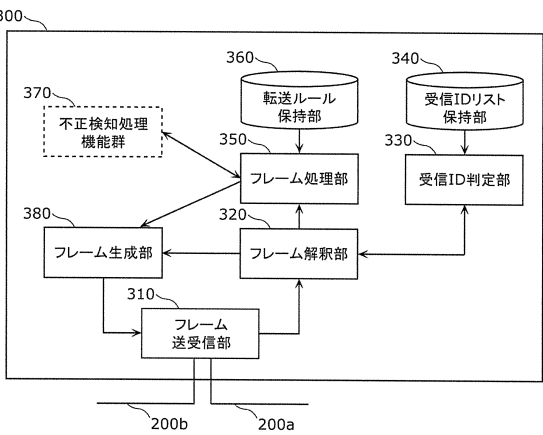 300
360
転送ルール
保持部
340
受信IDリスト
保持部
370
不正検知処理
機能群
350
フレーム処理部
330
受信ID判定部
380
フレーム生成部
320
フレーム解釈部
310
フレーム
送受信部
200b
200a